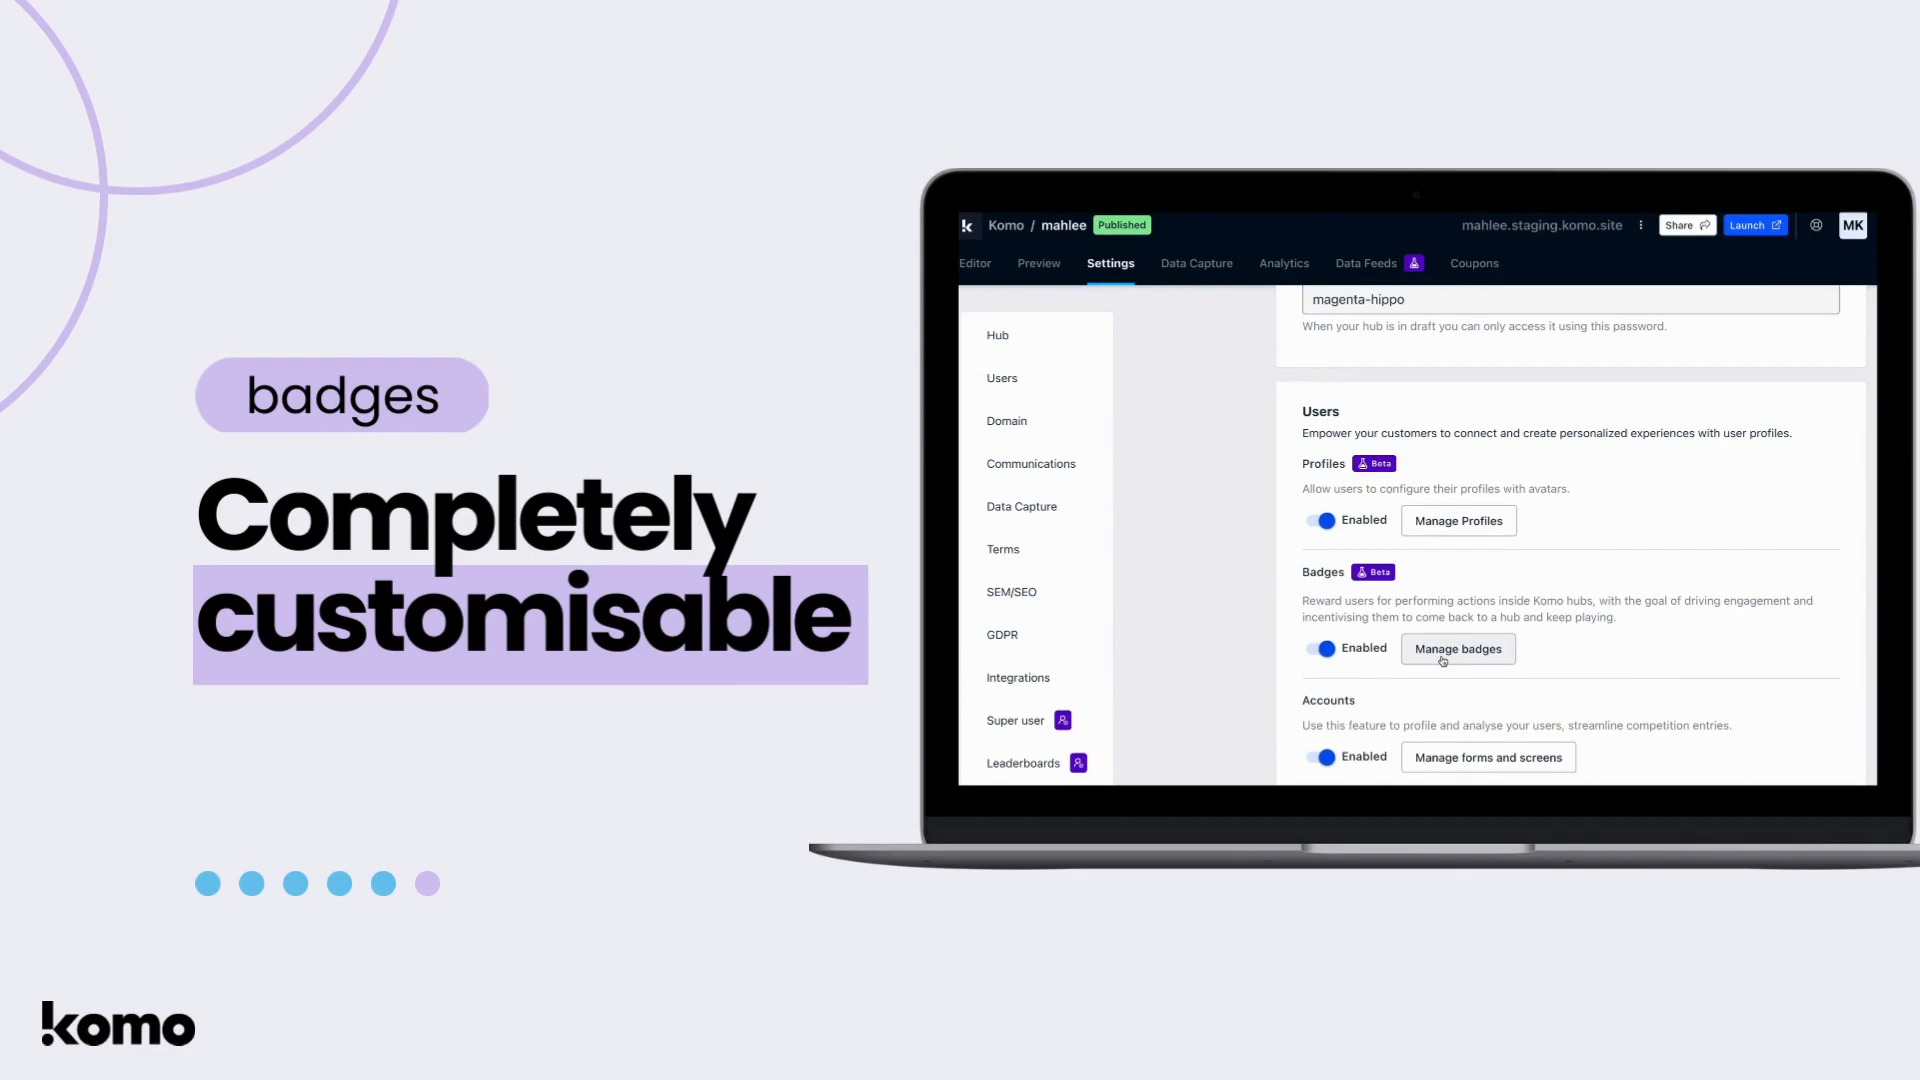 badges
Completely
customisable
komo
Komo / mahlee Published
mahlee.staging.komo.site
Share
Launch
MK
Editor
Preview
Settings
Data Capture
Analytics
Data Feeds
Coupons
Hub
Users
Domain
Communications
Data Capture
Terms
SEM/SEO
GDPR
Integrations
Super user
Leaderboards
magenta-hippo
When your hub is in draft you can only access it using this password.
Users
Empower your customers to connect and create personalized experiences with user profiles.
Profiles Beta
Allow users to configure their profiles with avatars.
Enabled Manage Profiles
Badges Beta
Reward users for performing actions inside Komo hubs, with the goal of driving engagement and
incentivising them to come back to a hub and keep playing.
Enabled Manage badges
Accounts
Use this feature to profile and analyse your users, streamline competition entries.
Enabled Manage forms and screens